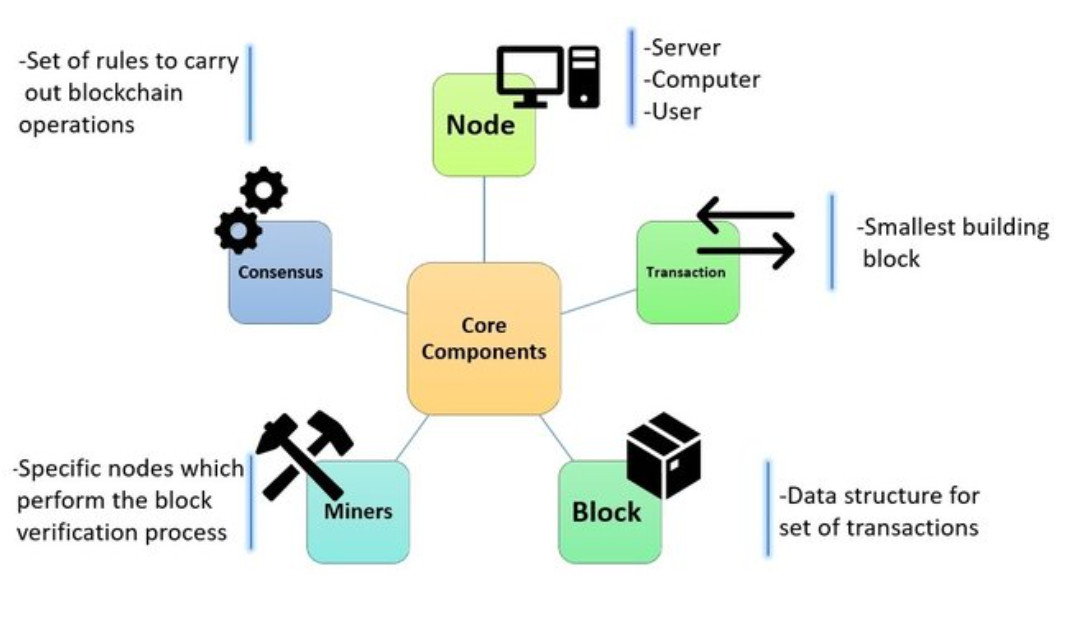 -Set of rules to carry
out blockchain
operations
-Server
-Computer
-User
Node
-Smallest building
block
Consensus
Transaction
Core
Components
-Specific nodes which
perform the block
verification process
Miners
Block
-Data structure for
set of transactions